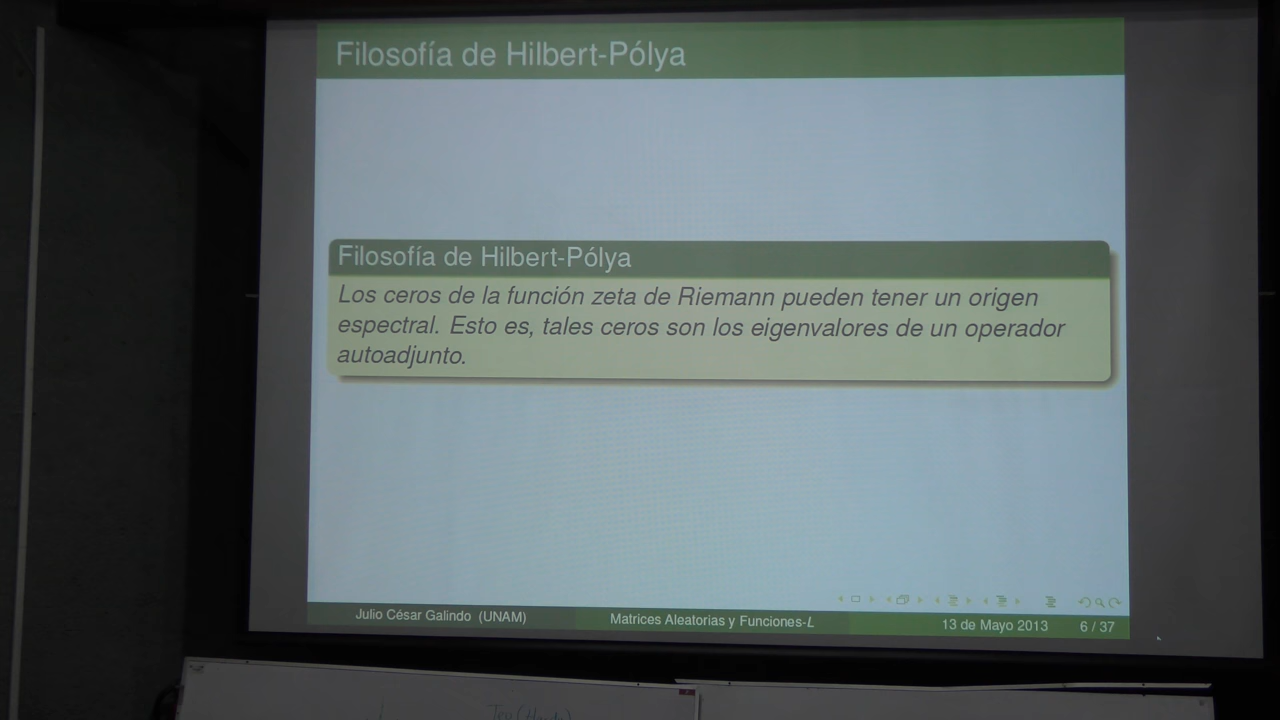 Filosofía de Hilbert-Pólya
Filosofía de Hilbert-Pólya
Los ceros de la función zeta de Riemann pueden tener un origen
espectral. Esto es, tales ceros son los eigenvalores de un operador
autoadjunto.
Julio César Galindo (UNAM)
Matrices Aleatorias y Funciones-L
13 de Mayo 2013
6 / 37